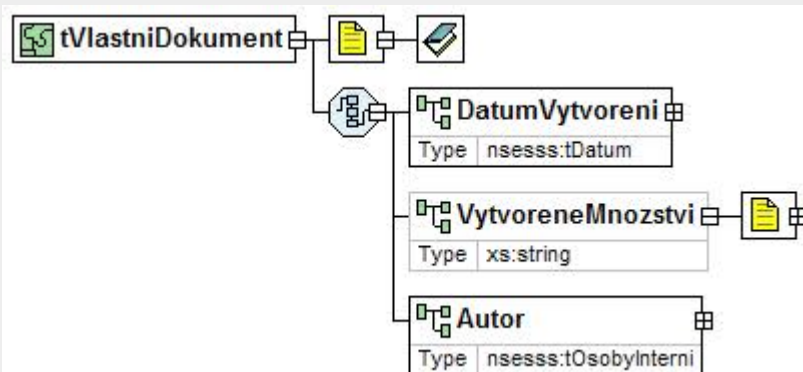 tVlastniDokument
DatumVytvoreni
Type nsesss:tDatum
VytvoreneMnozstvi
Type xs:string
Autor
Type nsesss:tOsobyInterni